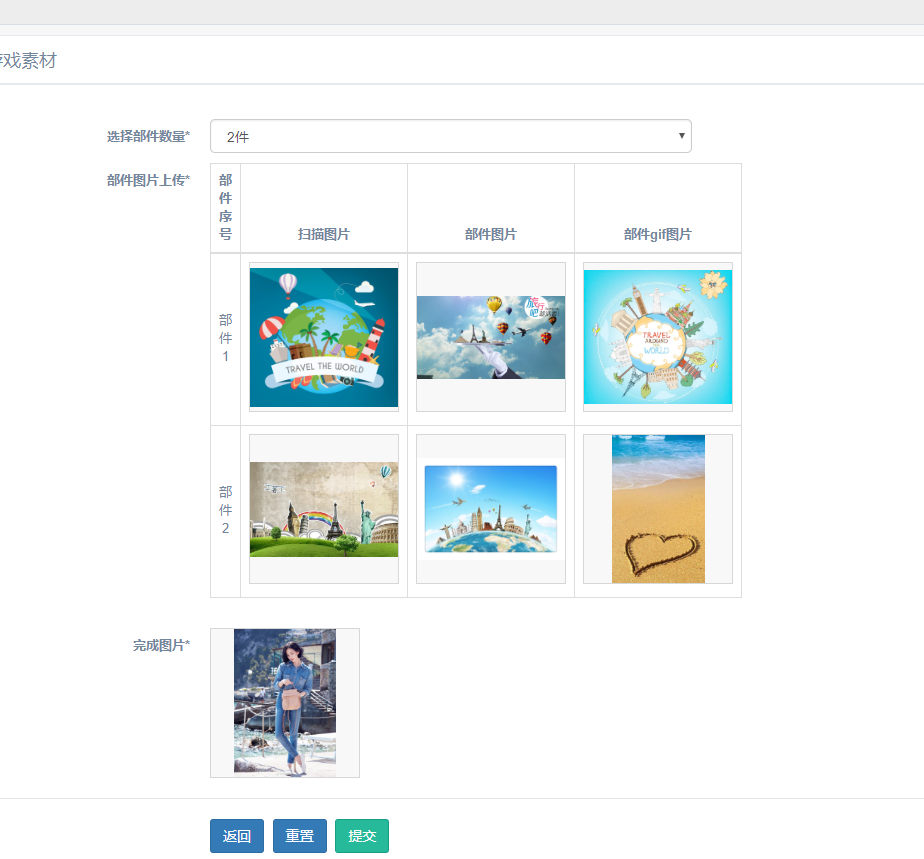 戏素材
选择部件数量*
2件
部件图片上传*
部件序号
扫描图片
部件图片
部件gif图片
部件1
TRAVEL THE WORLD
旅行吧
TRAVEL
AROUND
THE
WORLD
部件2
完成图片*
返回
重置
提交